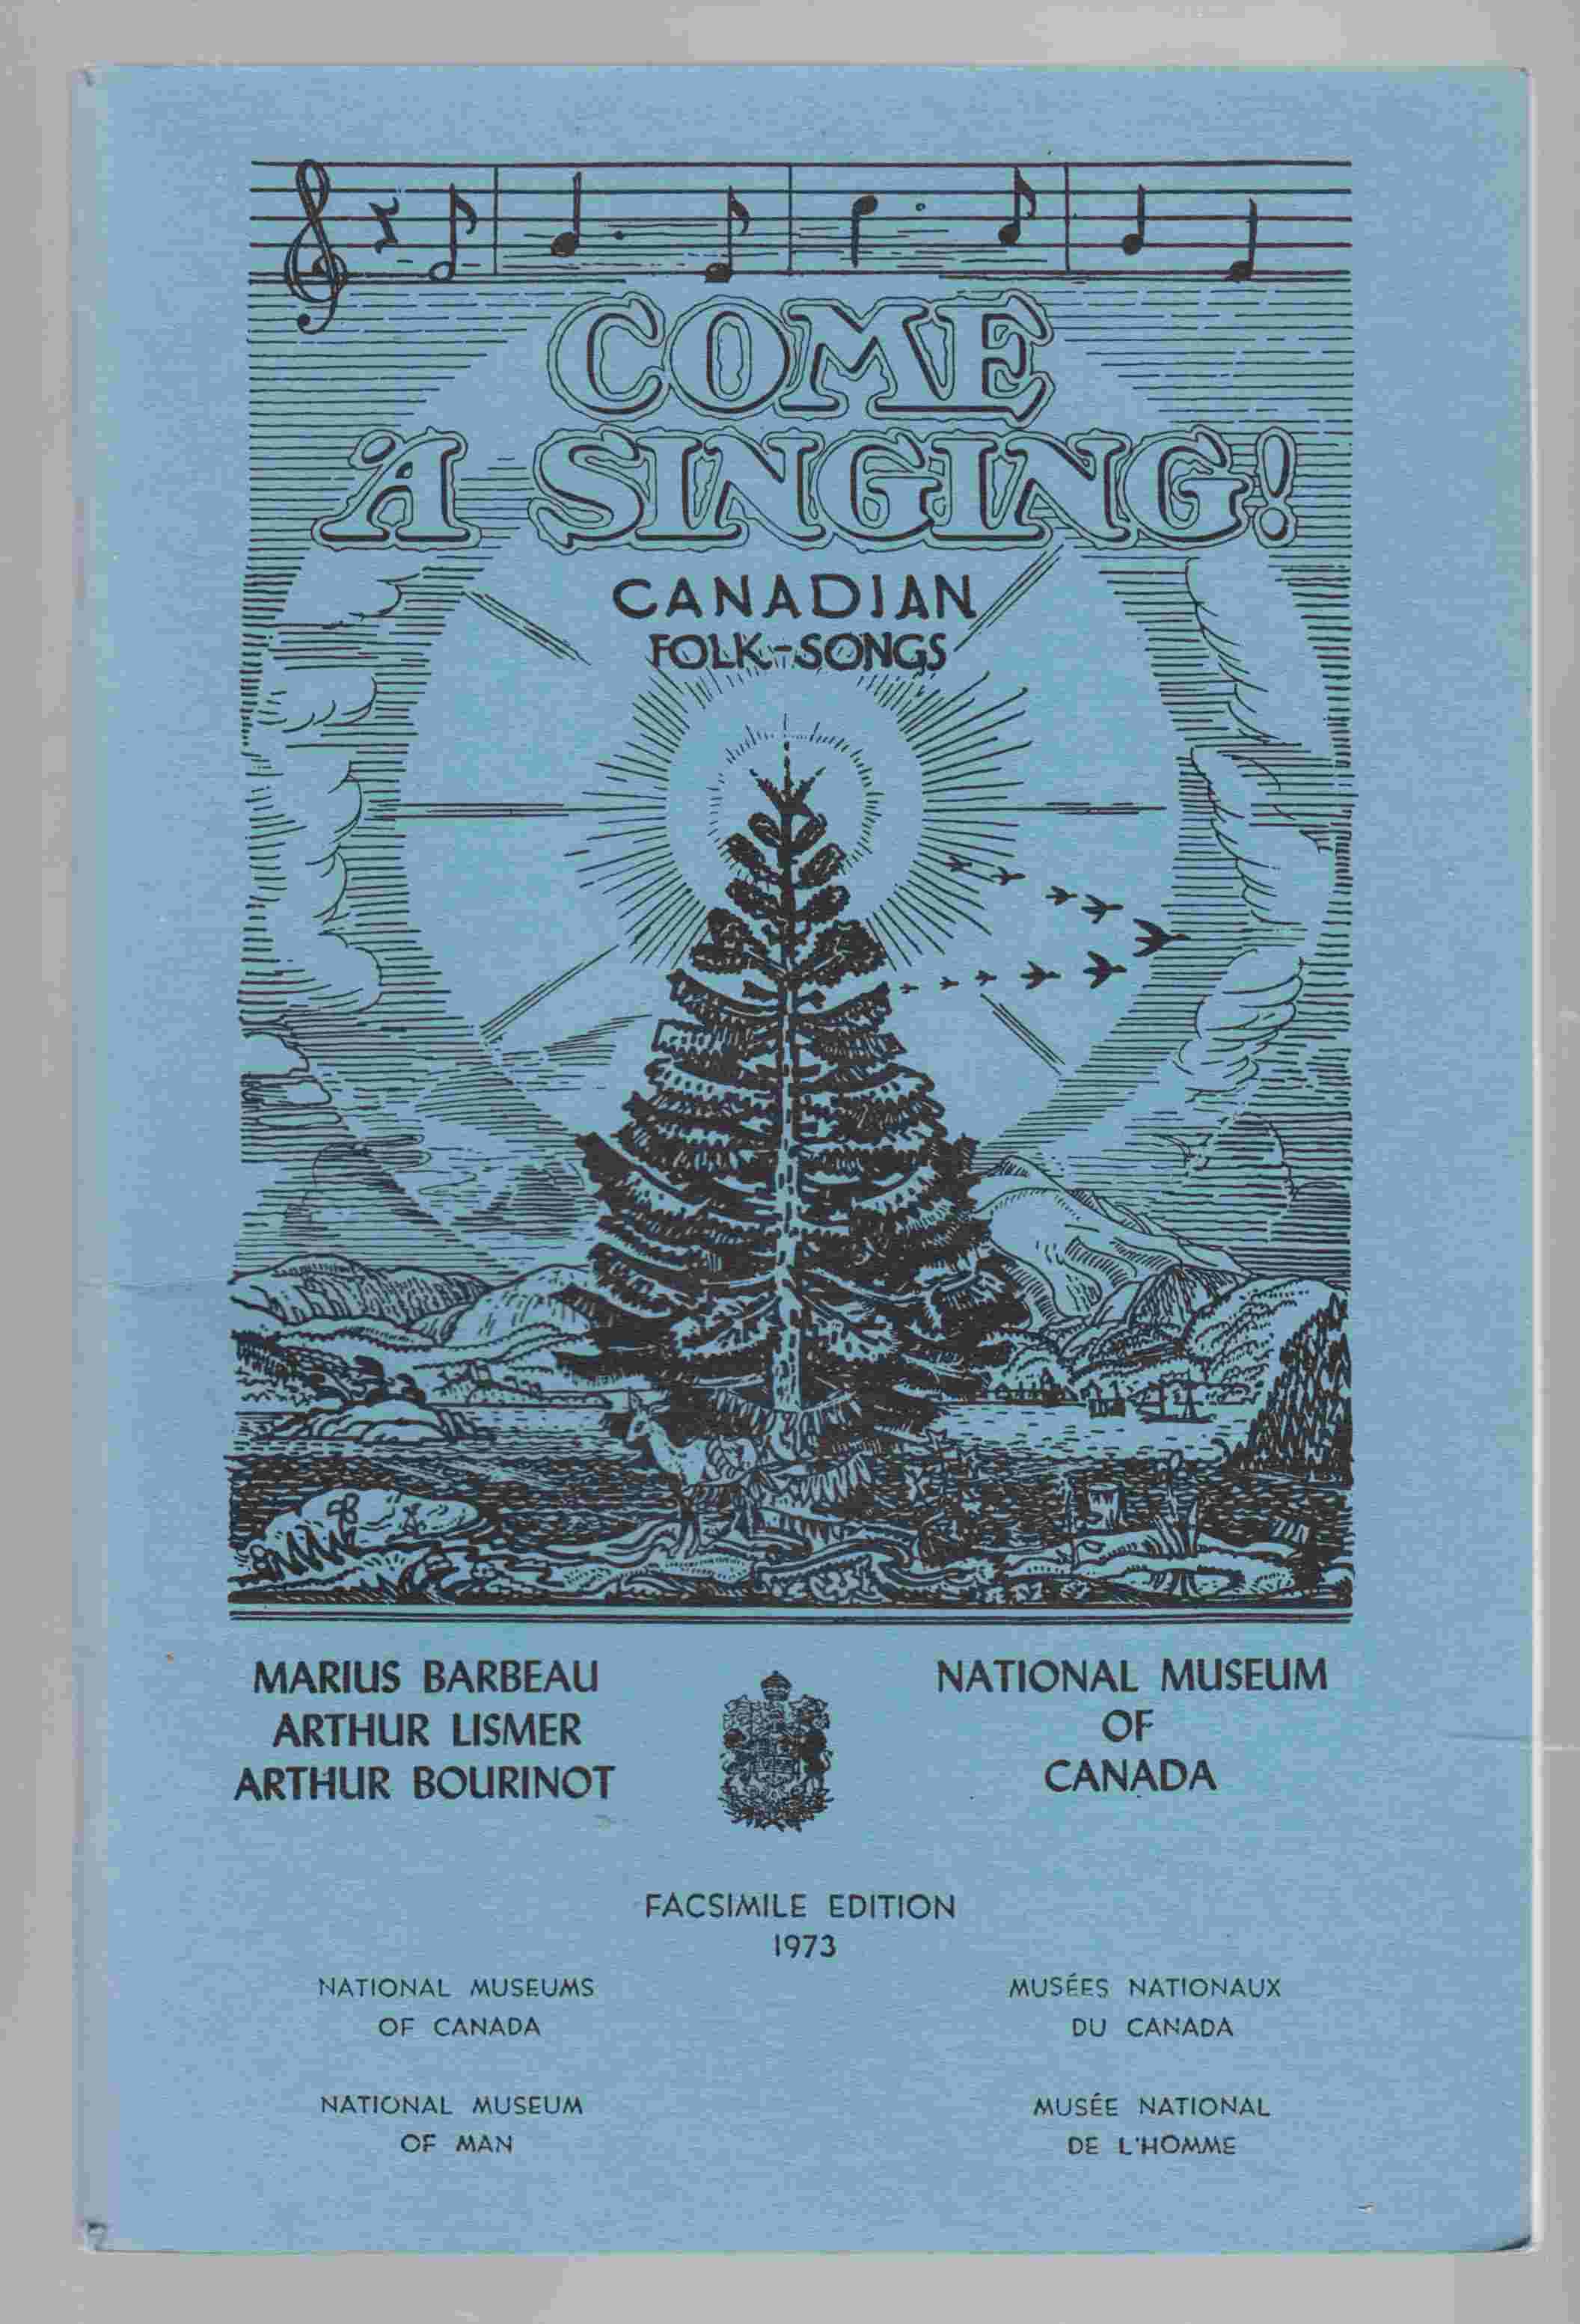 COME
A SINGING!
CANADIAN
FOLK-SONGS
MARIUS BARBEAU
ARTHUR LISMER
ARTHUR BOURINOT
NATIONAL MUSEUM
OF
CANADA
FACSIMILE EDITION
1973
NATIONAL MUSEUMS
OF CANADA
NATIONAL MUSEUM
OF MAN
MUSÉES NATIONAUX
DU CANADA
MUSÉE NATIONAL
DE L'HOMME